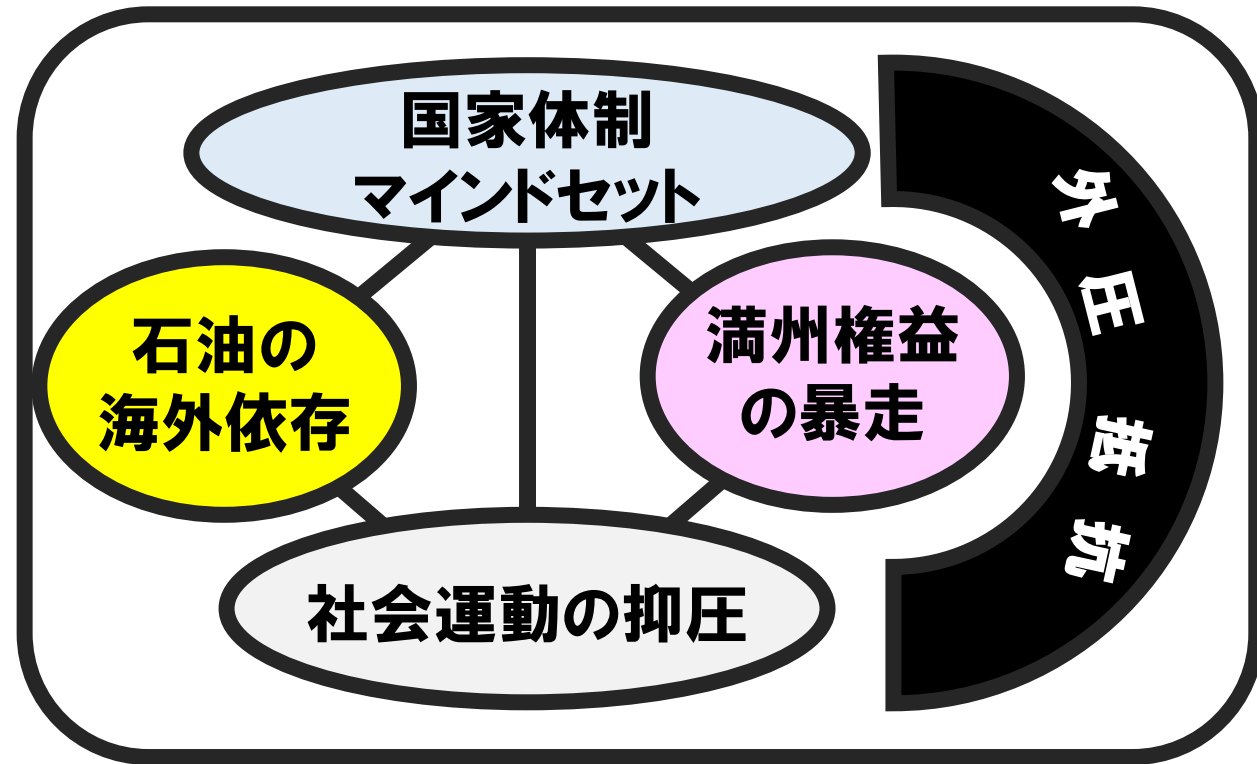 国家体制
マインドセット
石油の
海外依存
満州権益
の暴走
社会運動の抑圧
外圧 抵抗